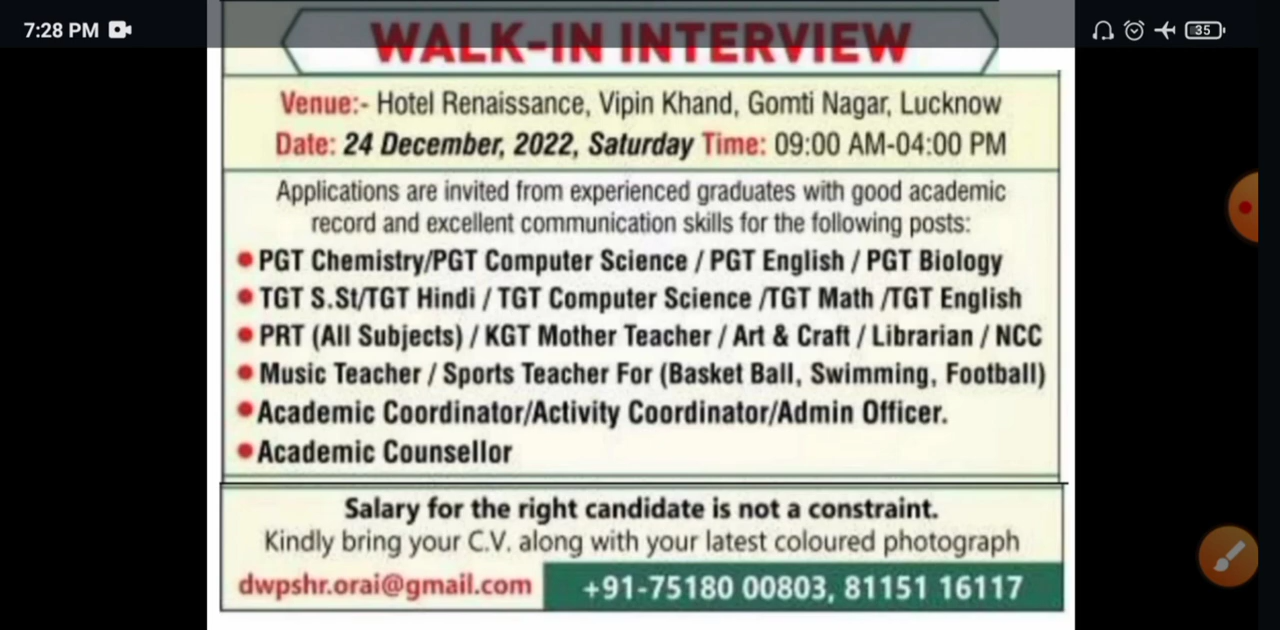 7:28 PM
35
WALK-IN INTERVIEW
Venue:- Hotel Renaissance, Vipin Khand, Gomti Nagar, Lucknow
Date: 24 December, 2022, Saturday Time: 09:00 AM-04:00 PM
Applications are invited from experienced graduates with good academic
record and excellent communication skills for the following posts:
• PGT Chemistry/PGT Computer Science / PGT English / PGT Biology
• TGT S.St/TGT Hindi / TGT Computer Science /TGT Math /TGT English
• PRT (All Subjects) / KGT Mother Teacher / Art & Craft / Librarian / NCC
• Music Teacher / Sports Teacher For (Basket Ball, Swimming, Football)
• Academic Coordinator/Activity Coordinator/Admin Officer.
• Academic Counsellor
Salary for the right candidate is not a constraint.
Kindly bring your C.V. along with your latest coloured photograph
dwpshr.orai@gmail.com +91-75180 00803, 81151 16117